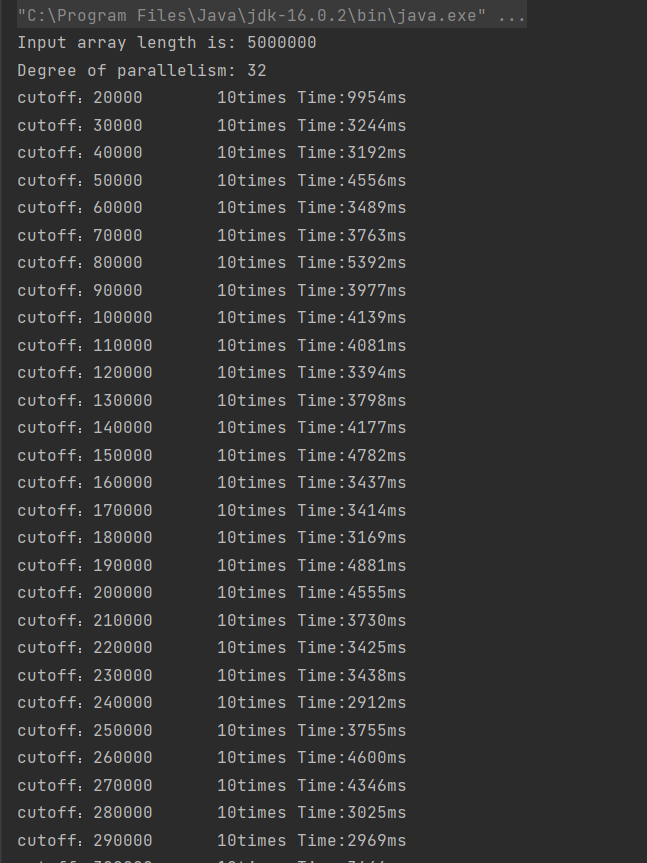 "C:\Program Files\Java\jdk-16.0.2\bin\java.exe" ...
Input array length is: 5000000
Degree of parallelism: 32
cutoff：20000 10times Time:9954ms
cutoff：30000 10times Time:3244ms
cutoff：40000 10times Time:3192ms
cutoff：50000 10times Time:4556ms
cutoff：60000 10times Time:3489ms
cutoff：70000 10times Time:3763ms
cutoff：80000 10times Time:5392ms
cutoff：90000 10times Time:3977ms
cutoff：100000 10times Time:4139ms
cutoff：110000 10times Time:4081ms
cutoff：120000 10times Time:3394ms
cutoff：130000 10times Time:3798ms
cutoff：140000 10times Time:4177ms
cutoff：150000 10times Time:4782ms
cutoff：160000 10times Time:3437ms
cutoff：170000 10times Time:3414ms
cutoff：180000 10times Time:3169ms
cutoff：190000 10times Time:4881ms
cutoff：200000 10times Time:4555ms
cutoff：210000 10times Time:3730ms
cutoff：220000 10times Time:3425ms
cutoff：230000 10times Time:3438ms
cutoff：240000 10times Time:2912ms
cutoff：250000 10times Time:3755ms
cutoff：260000 10times Time:4600ms
cutoff：270000 10times Time:4346ms
cutoff：280000 10times Time:3025ms
cutoff：290000 10times Time:2969ms